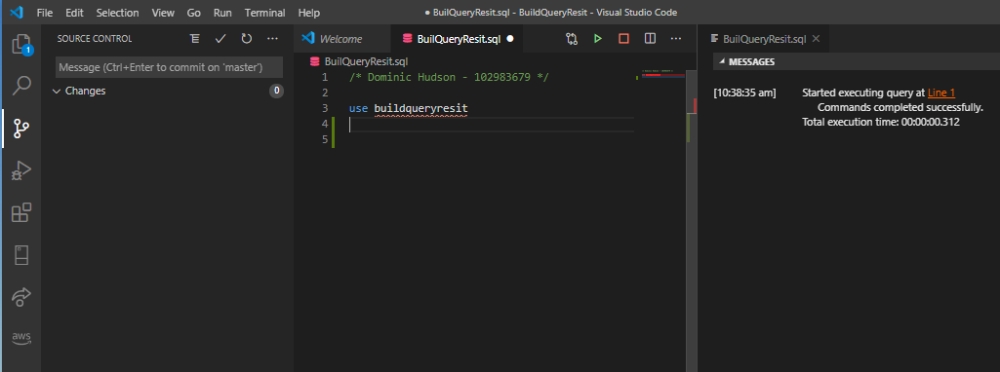 File Edit Selection View Go Run Terminal Help
● BuilQueryResit.sql - BuildQueryResit - Visual Studio Code
1
SOURCE CONTROL
Message (Ctrl+Enter to commit on 'master')
Changes 0
aws
Welcome
BuilQueryResit.sql ●
BuilQueryResit.sql
1 /* Dominic Hudson - 102983679 */
2
3 use buildqueryresit
4
5
BuilQueryResit.sql
MESSAGES
[10:38:35 am] Started executing query at Line 1
Commands completed successfully.
Total execution time: 00:00:00.312